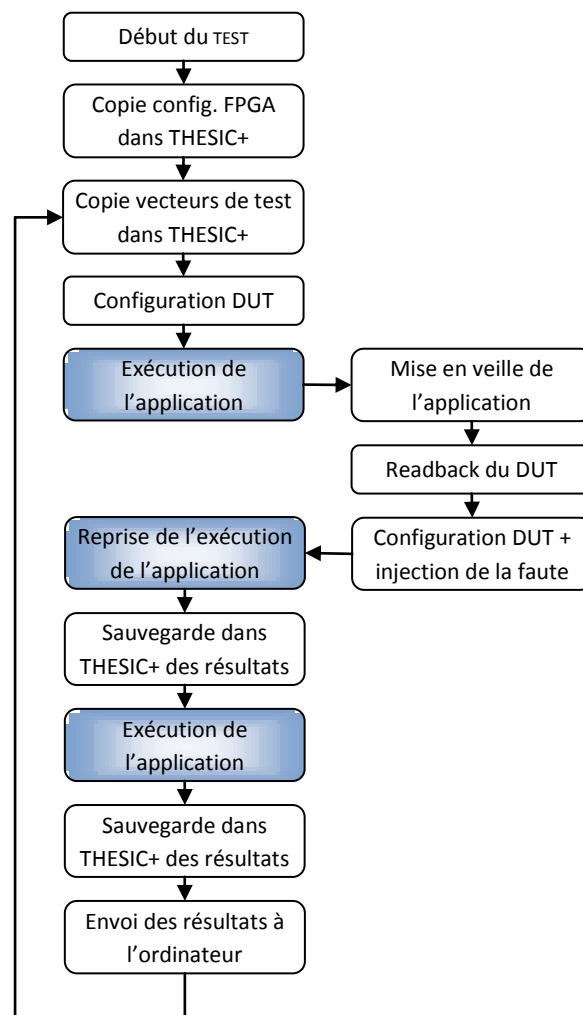 Début du TEST
Copie config. FPGA
dans THESIC+
Copie vecteurs de test
dans THESIC+
Configuration DUT
Exécution de
l’application
Mise en veille de
l’application
Readback du DUT
Configuration DUT +
injection de la faute
Reprise de l’exécution
de l’application
Sauvegarde dans
THESIC+ des résultats
Exécution de
l’application
Sauvegarde dans
THESIC+ des résultats
Envoi des résultats à
l’ordinateur